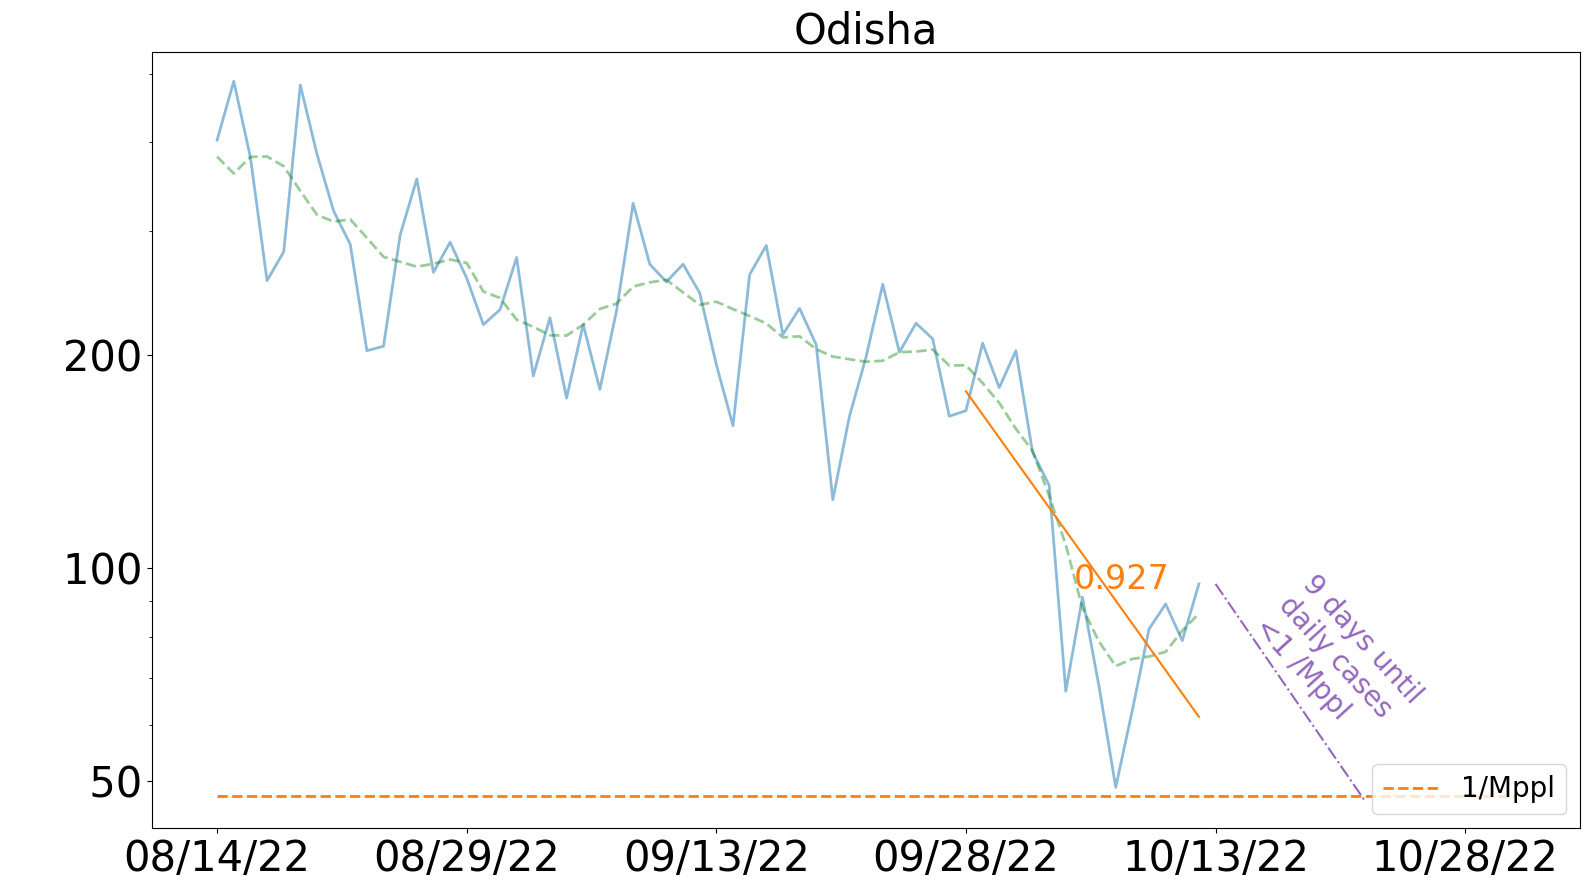 Odisha
200
100
50
0.927
9 days until
daily cases
<1 /Mppl
1/Mppl
08/14/22
08/29/22
09/13/22
09/28/22
10/13/22
10/28/22